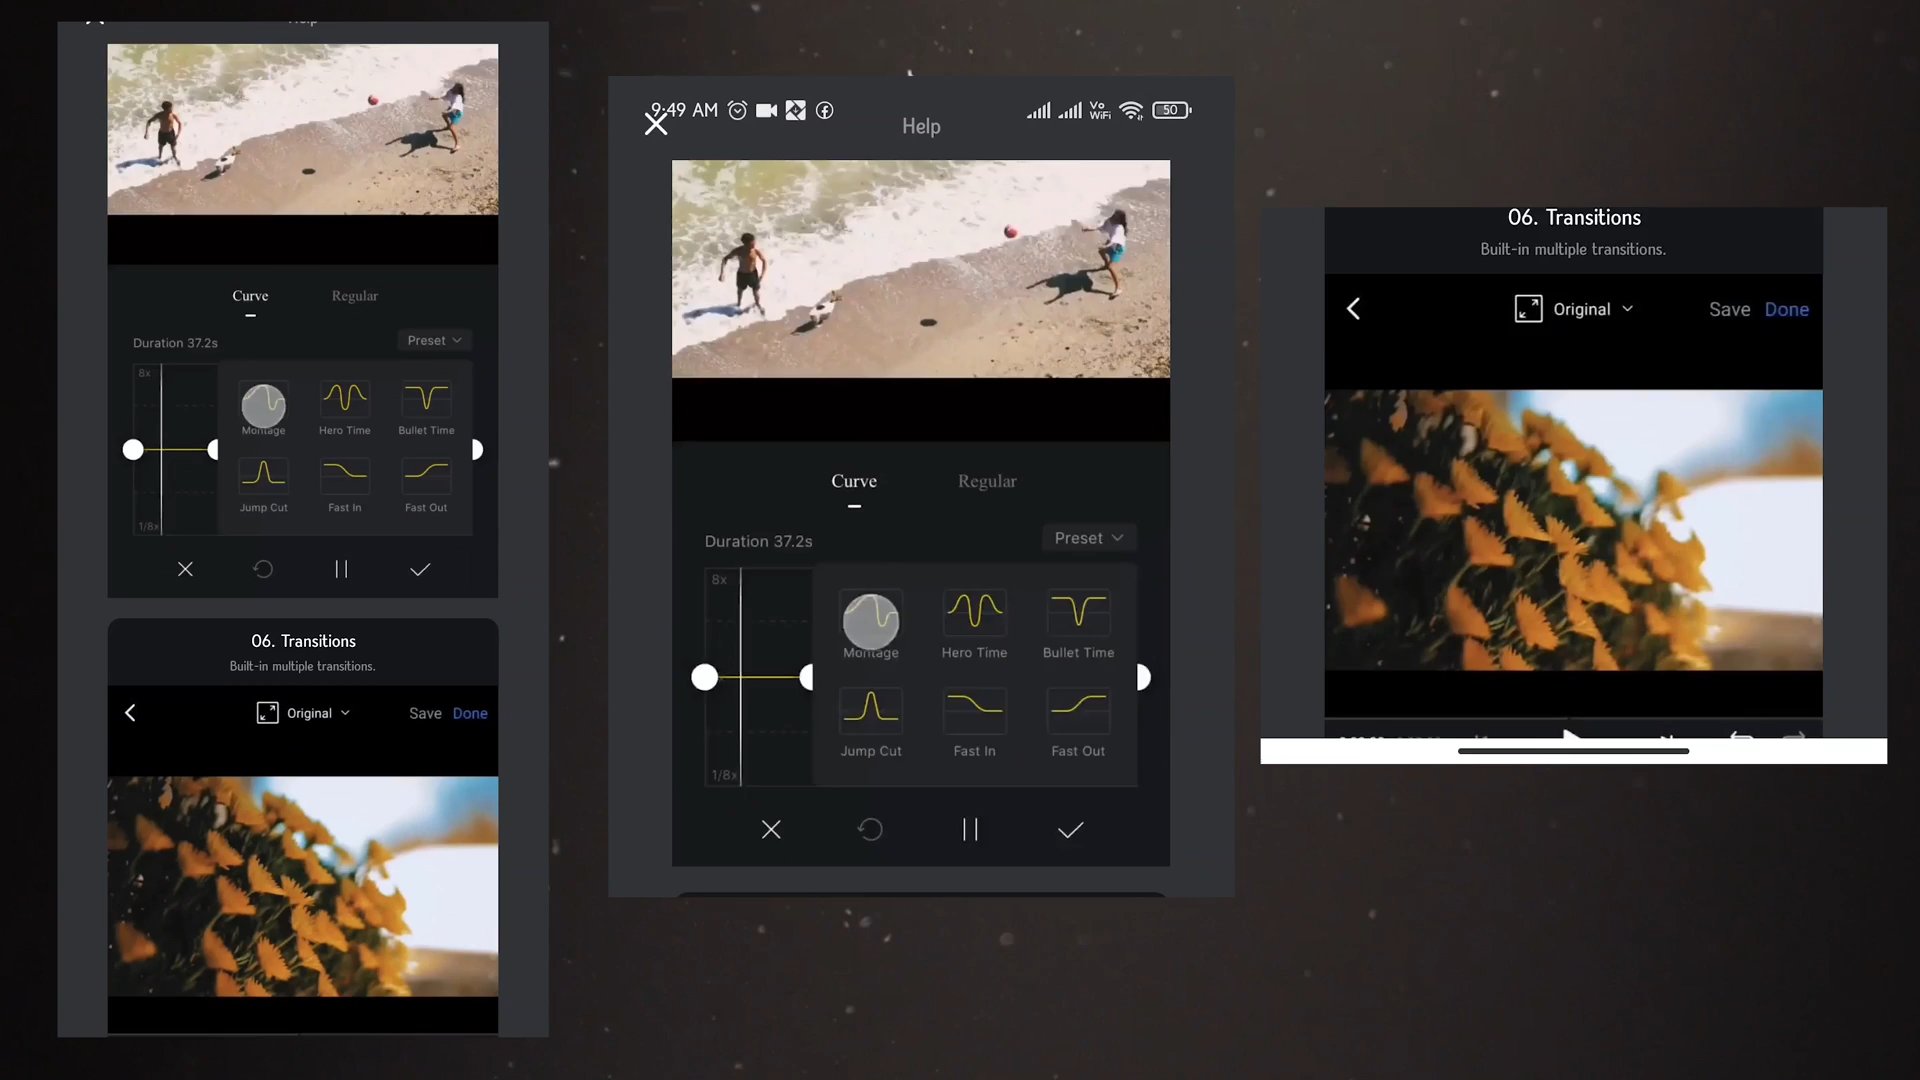 Help
Curve Regular
Duration 37.2s Preset
8x
Montage Hero Time Bullet Time
Jump Cut Fast In Fast Out
1/8x
06. Transitions
Built-in multiple transitions.
Original Save Done
9:49 AM Vo WiFi 50
Help
Curve Regular
Duration 37.2s Preset
8x
Montage Hero Time Bullet Time
Jump Cut Fast In Fast Out
1/8x
06. Transitions
Built-in multiple transitions.
Original Save Done